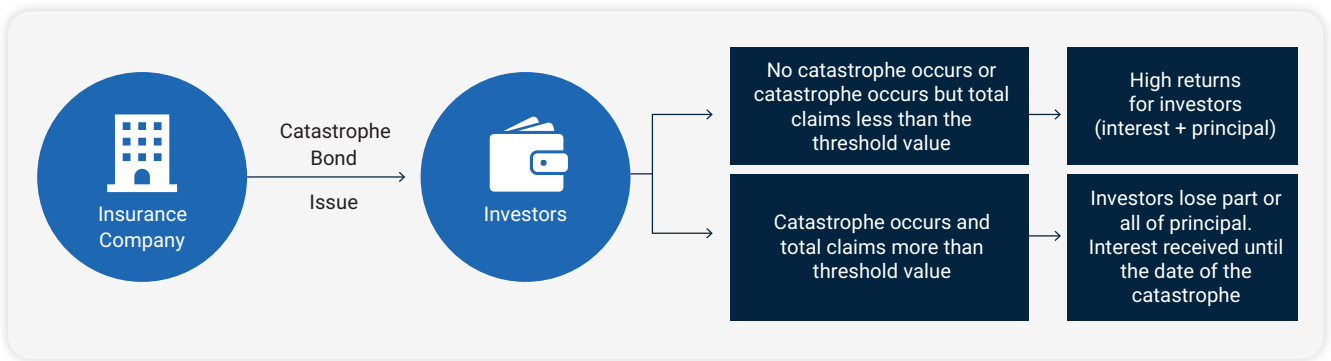 Insurance
Company
Catastrophe
Bond
Issue
Investors
No catastrophe occurs or
catastrophe occurs but total
claims less than the
threshold value
High returns
for investors
(interest + principal)
Catastrophe occurs and
total claims more than
threshold value
Investors lose part or
all of principal.
Interest received until
the date of the
catastrophe